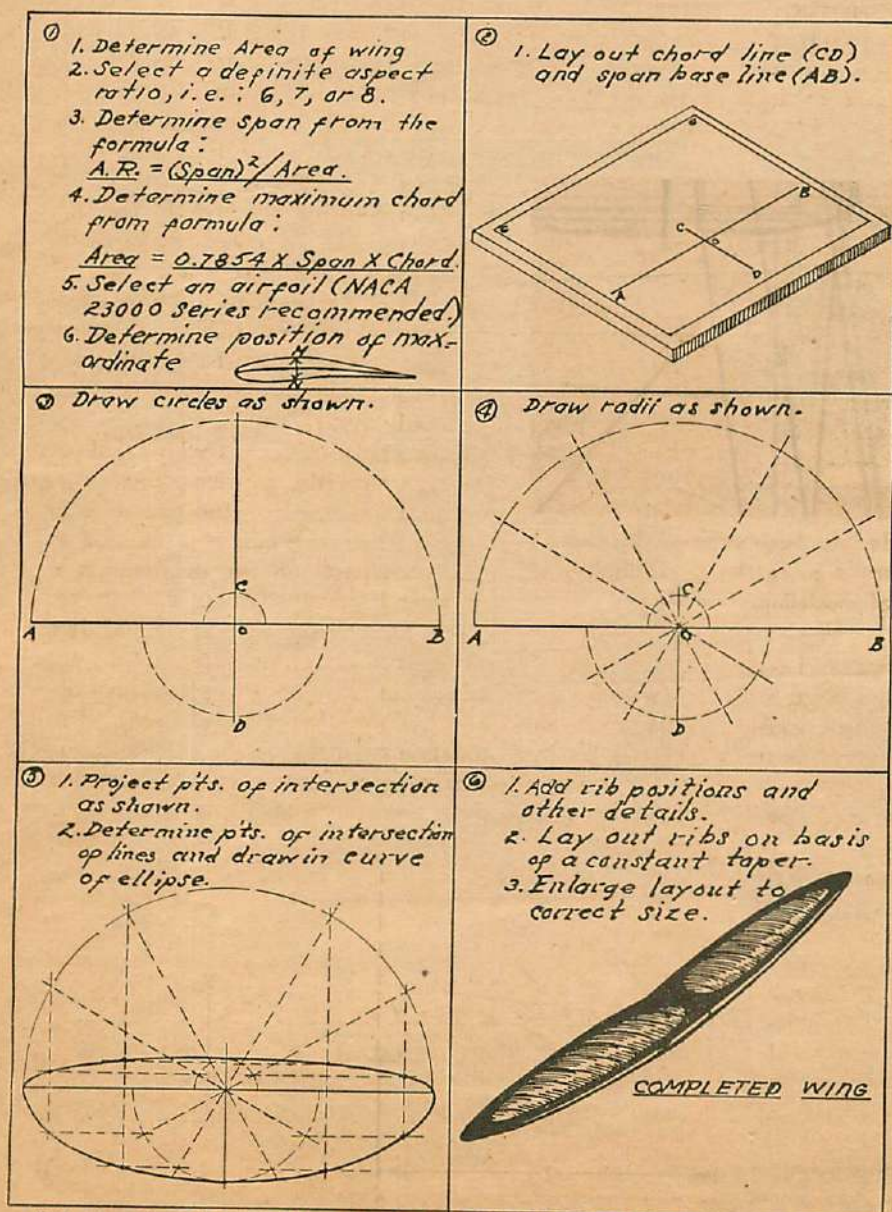 ① 1. Determine Area of wing
2. Select a definite aspect
ratio, i.e.: 6, 7, or 8.
3. Determine span from the
formula:
A.R. = (Span)²/Area.
4. Determine maximum chord
from formula:
Area = 0.7854 X Span X Chord.
5. Select an airfoil (NACA
23000 Series recommended.)
6. Determine position of max-
ordinate
M
N
② 1. Lay out chord line (CD)
and span base line (AB).
B
C
O
D
A
③ Draw circles as shown.
C
A
O
B
D
④ Draw radii as shown.
C
A
O
B
D
⑤ 1. Project pts. of intersection
as shown.
2. Determine pts. of intersection
of lines and draw in curve
of ellipse.
⑥ 1. Add rib positions and
other details.
2. Lay out ribs on basis
of a constant taper.
3. Enlarge layout to
correct size.
COMPLETED WING